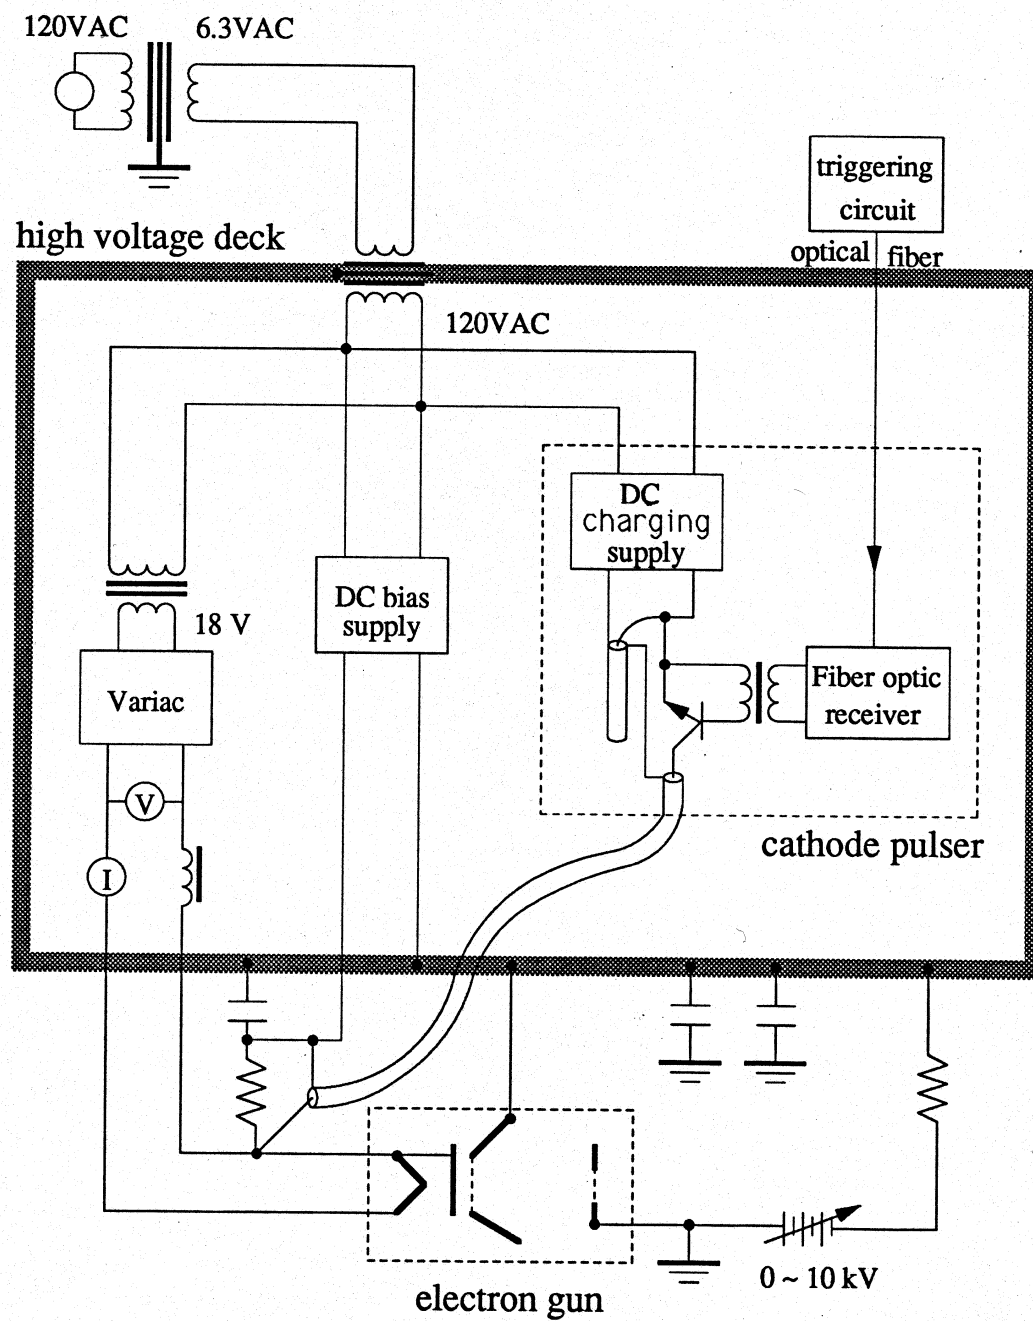 120VAC
6.3VAC
triggering
circuit
high voltage deck
optical fiber
120VAC
DC
charging
supply
DC bias
supply
18 V
Variac
Fiber optic
receiver
V
I
cathode pulser
0 ~ 10 kV
electron gun